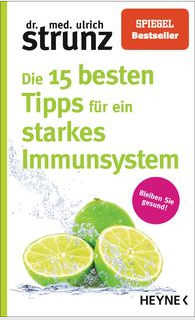 dr. med. ulrich
strunz
SPIEGEL
Bestseller
Die 15 besten
Tipps für ein
starkes
Immunsystem
Bleiben Sie
gesund!
HEYNE